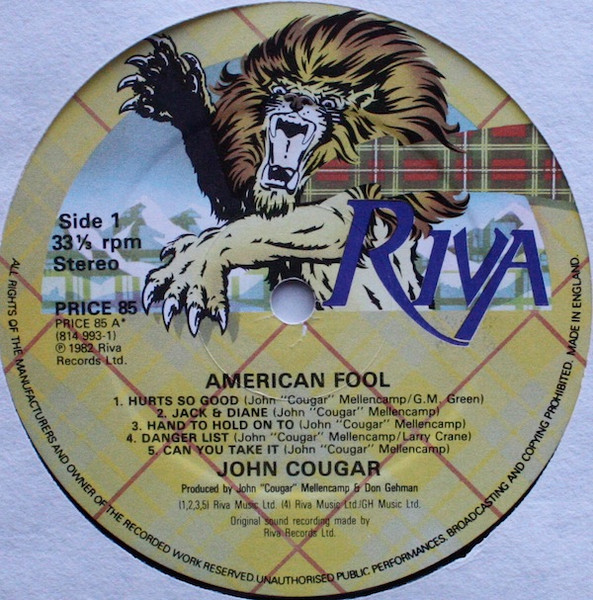 RIVA
Side 1
33⅓ rpm
Stereo
PRICE 85
PRICE 85 A*
(814 993-1)
℗ 1982 Riva
Records Ltd.
AMERICAN FOOL
1. HURTS SO GOOD (John "Cougar" Mellencamp/G.M. Green)
2. JACK & DIANE (John "Cougar" Mellencamp)
3. HAND TO HOLD ON TO (John "Cougar" Mellencamp)
4. DANGER LIST (John "Cougar" Mellencamp/Larry Crane)
5. CAN YOU TAKE IT (John "Cougar" Mellencamp)
JOHN COUGAR
Produced by John "Cougar" Mellencamp & Don Gehman
(1,2,3,5) Riva Music Ltd. (4) Riva Music Ltd./GH Music Ltd.
Original sound recording made by
Riva Records Ltd.
ALL RIGHTS OF THE MANUFACTURERS AND OWNER OF THE RECORDED WORK RESERVED. UNAUTHORISED PUBLIC PERFORMANCES, BROADCASTING AND COPYING PROHIBITED. MADE IN ENGLAND.